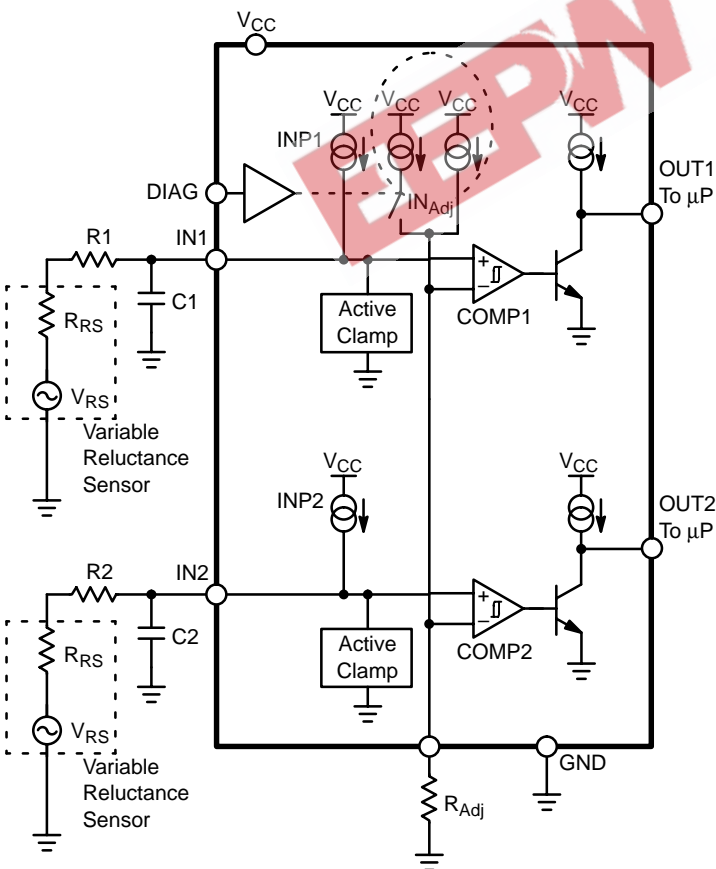 VCC
EEPW
VCC
VCC
VCC
VCC
INP1
OUT1
To µP
DIAG
INAdj
R1
IN1
C1
+
−
COMP1
Active
Clamp
RRS
VRS
Variable
Reluctance
Sensor
VCC
VCC
INP2
OUT2
To µP
R2
IN2
C2
+
−
COMP2
Active
Clamp
RRS
VRS
Variable
Reluctance
Sensor
GND
RAdj